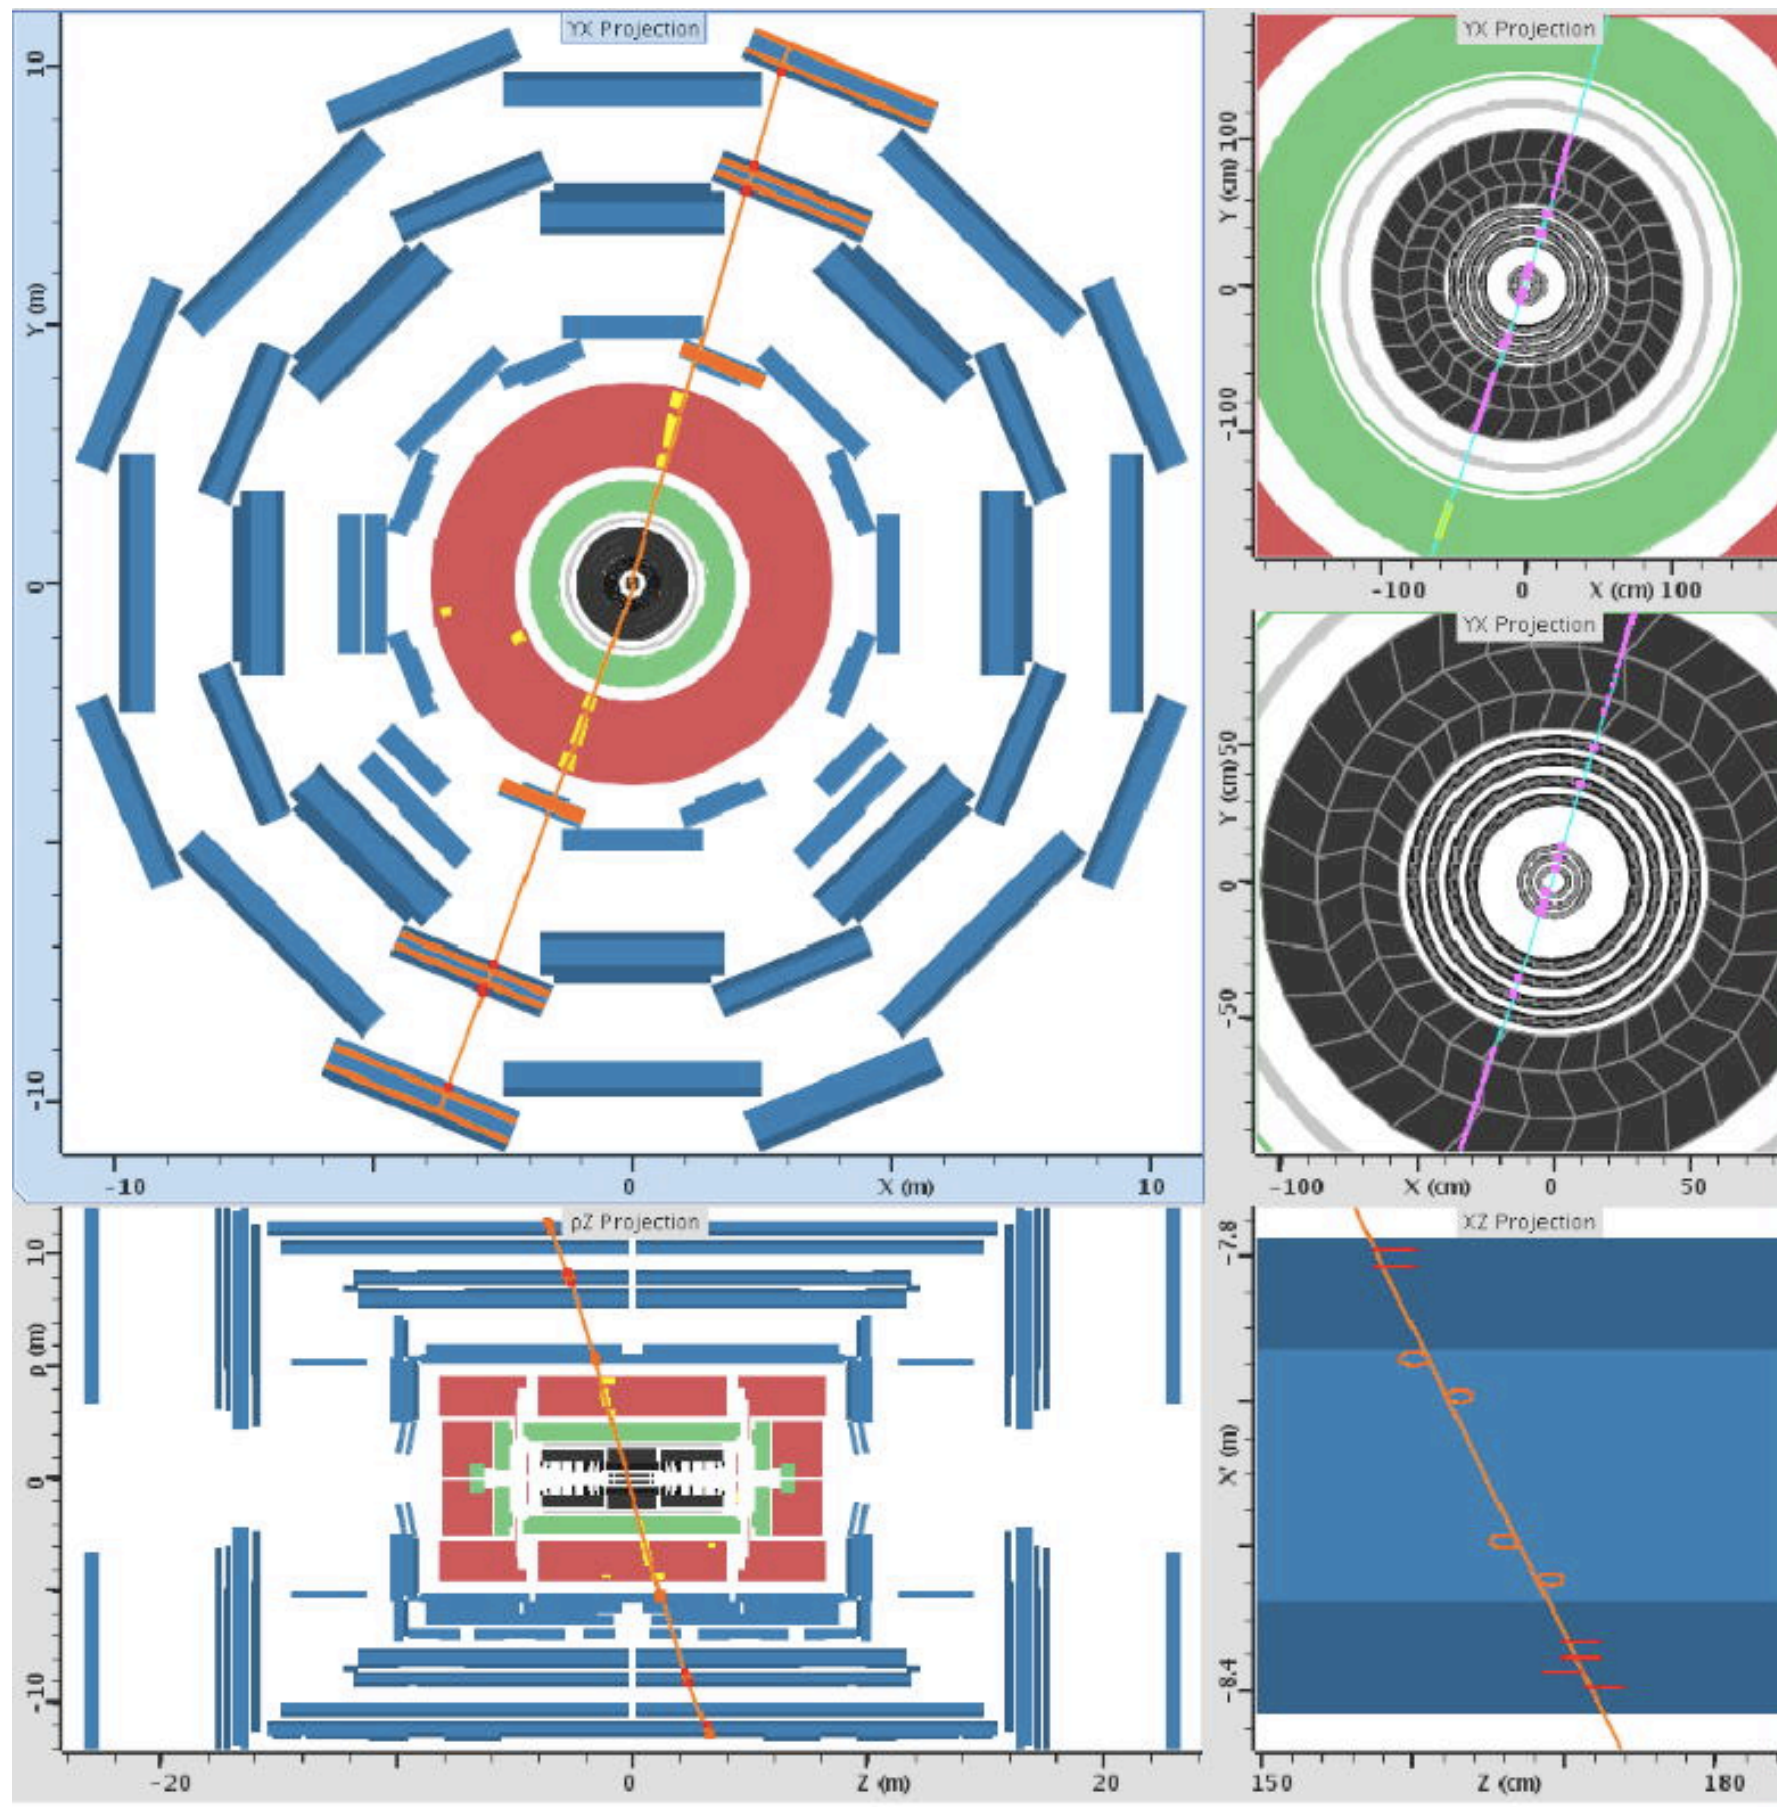 YX Projection
10
Y (m)
0
-10
-10
0
X (m)
10
YX Projection
Y (cm) 100
0
-100
-100
0
X (cm) 100
YX Projection
Y (cm) 50
0
-50
-100
X (cm)
0
50
ρZ Projection
10
ρ (m)
0
-10
-20
0
Z (m)
20
XZ Projection
-7.8
X' (m)
-8.4
150
Z (cm)
180